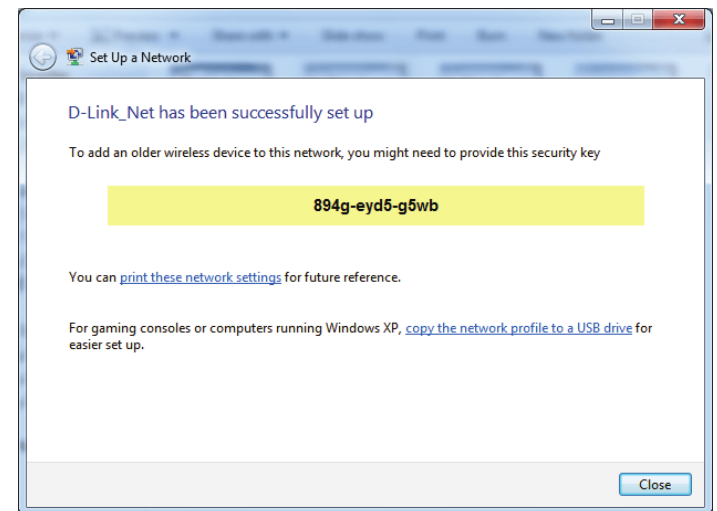 Set Up a Network
D-Link_Net has been successfully set up
To add an older wireless device to this network, you might need to provide this security key
894g-eyd5-g5wb
You can print these network settings for future reference.
For gaming consoles or computers running Windows XP, copy the network profile to a USB drive for
easier set up.
Close